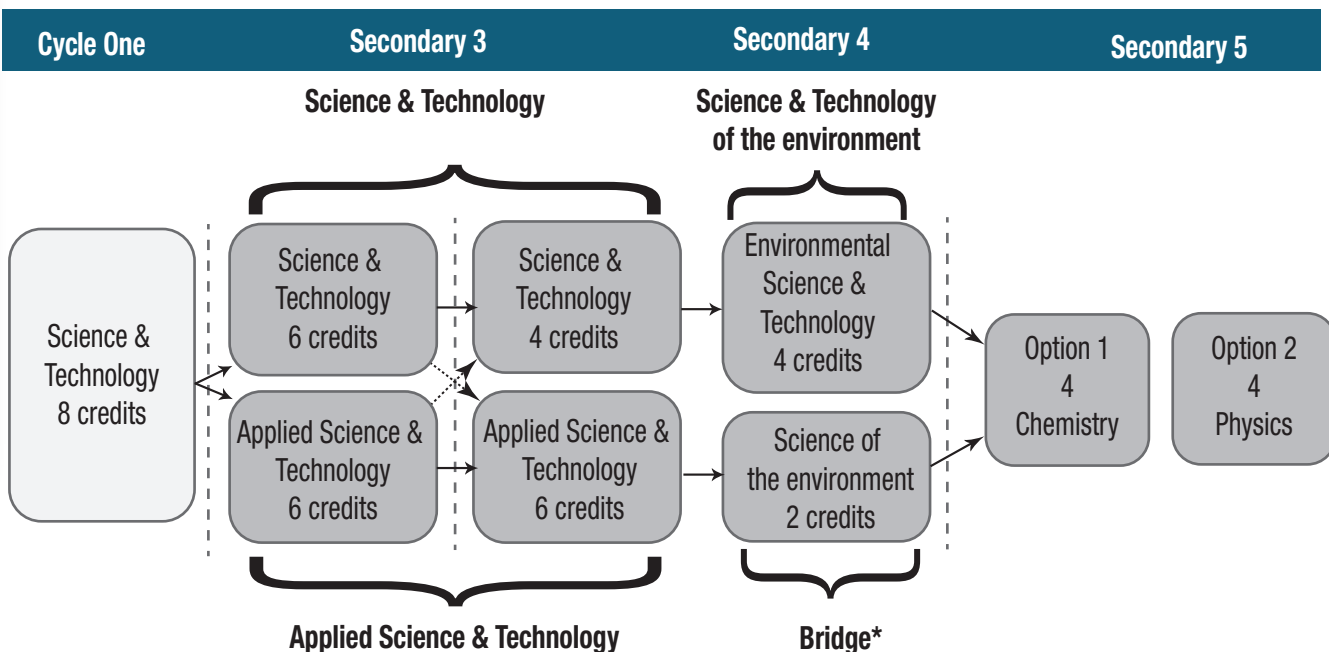 Cycle One
Secondary 3
Secondary 4
Secondary 5
Science & Technology
Science & Technology
of the environment
Science &
Technology
8 credits
Science &
Technology
6 credits
Science &
Technology
4 credits
Environmental
Science &
Technology
4 credits
Applied Science &
Technology
6 credits
Applied Science &
Technology
6 credits
Science of
the environment
2 credits
Option 1
4
Chemistry
Option 2
4
Physics
Applied Science & Technology
Bridge*